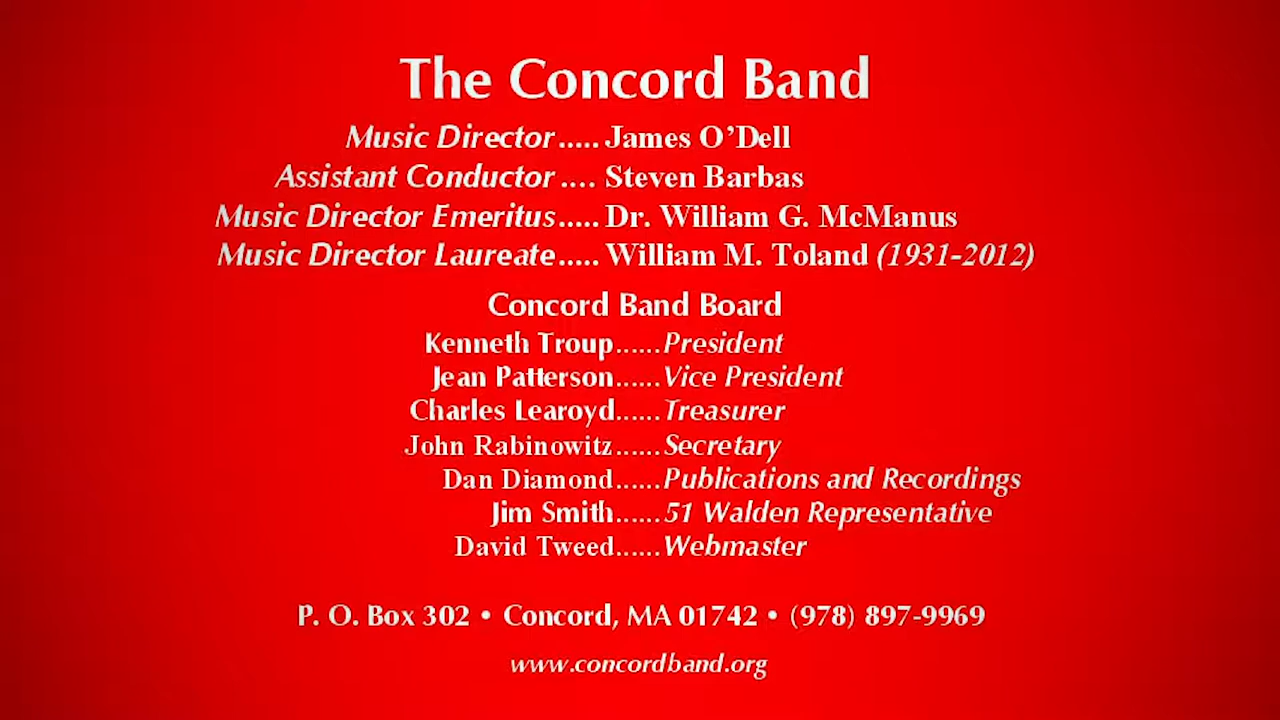 The Concord Band
Music Director..... James O’Dell
Assistant Conductor .... Steven Barbas
Music Director Emeritus..... Dr. William G. McManus
Music Director Laureate..... William M. Toland (1931-2012)
Concord Band Board
Kenneth Troup......President
Jean Patterson......Vice President
Charles Learoyd......Treasurer
John Rabinowitz......Secretary
Dan Diamond......Publications and Recordings
Jim Smith......51 Walden Representative
David Tweed......Webmaster
P. O. Box 302 • Concord, MA 01742 • (978) 897-9969
www.concordband.org